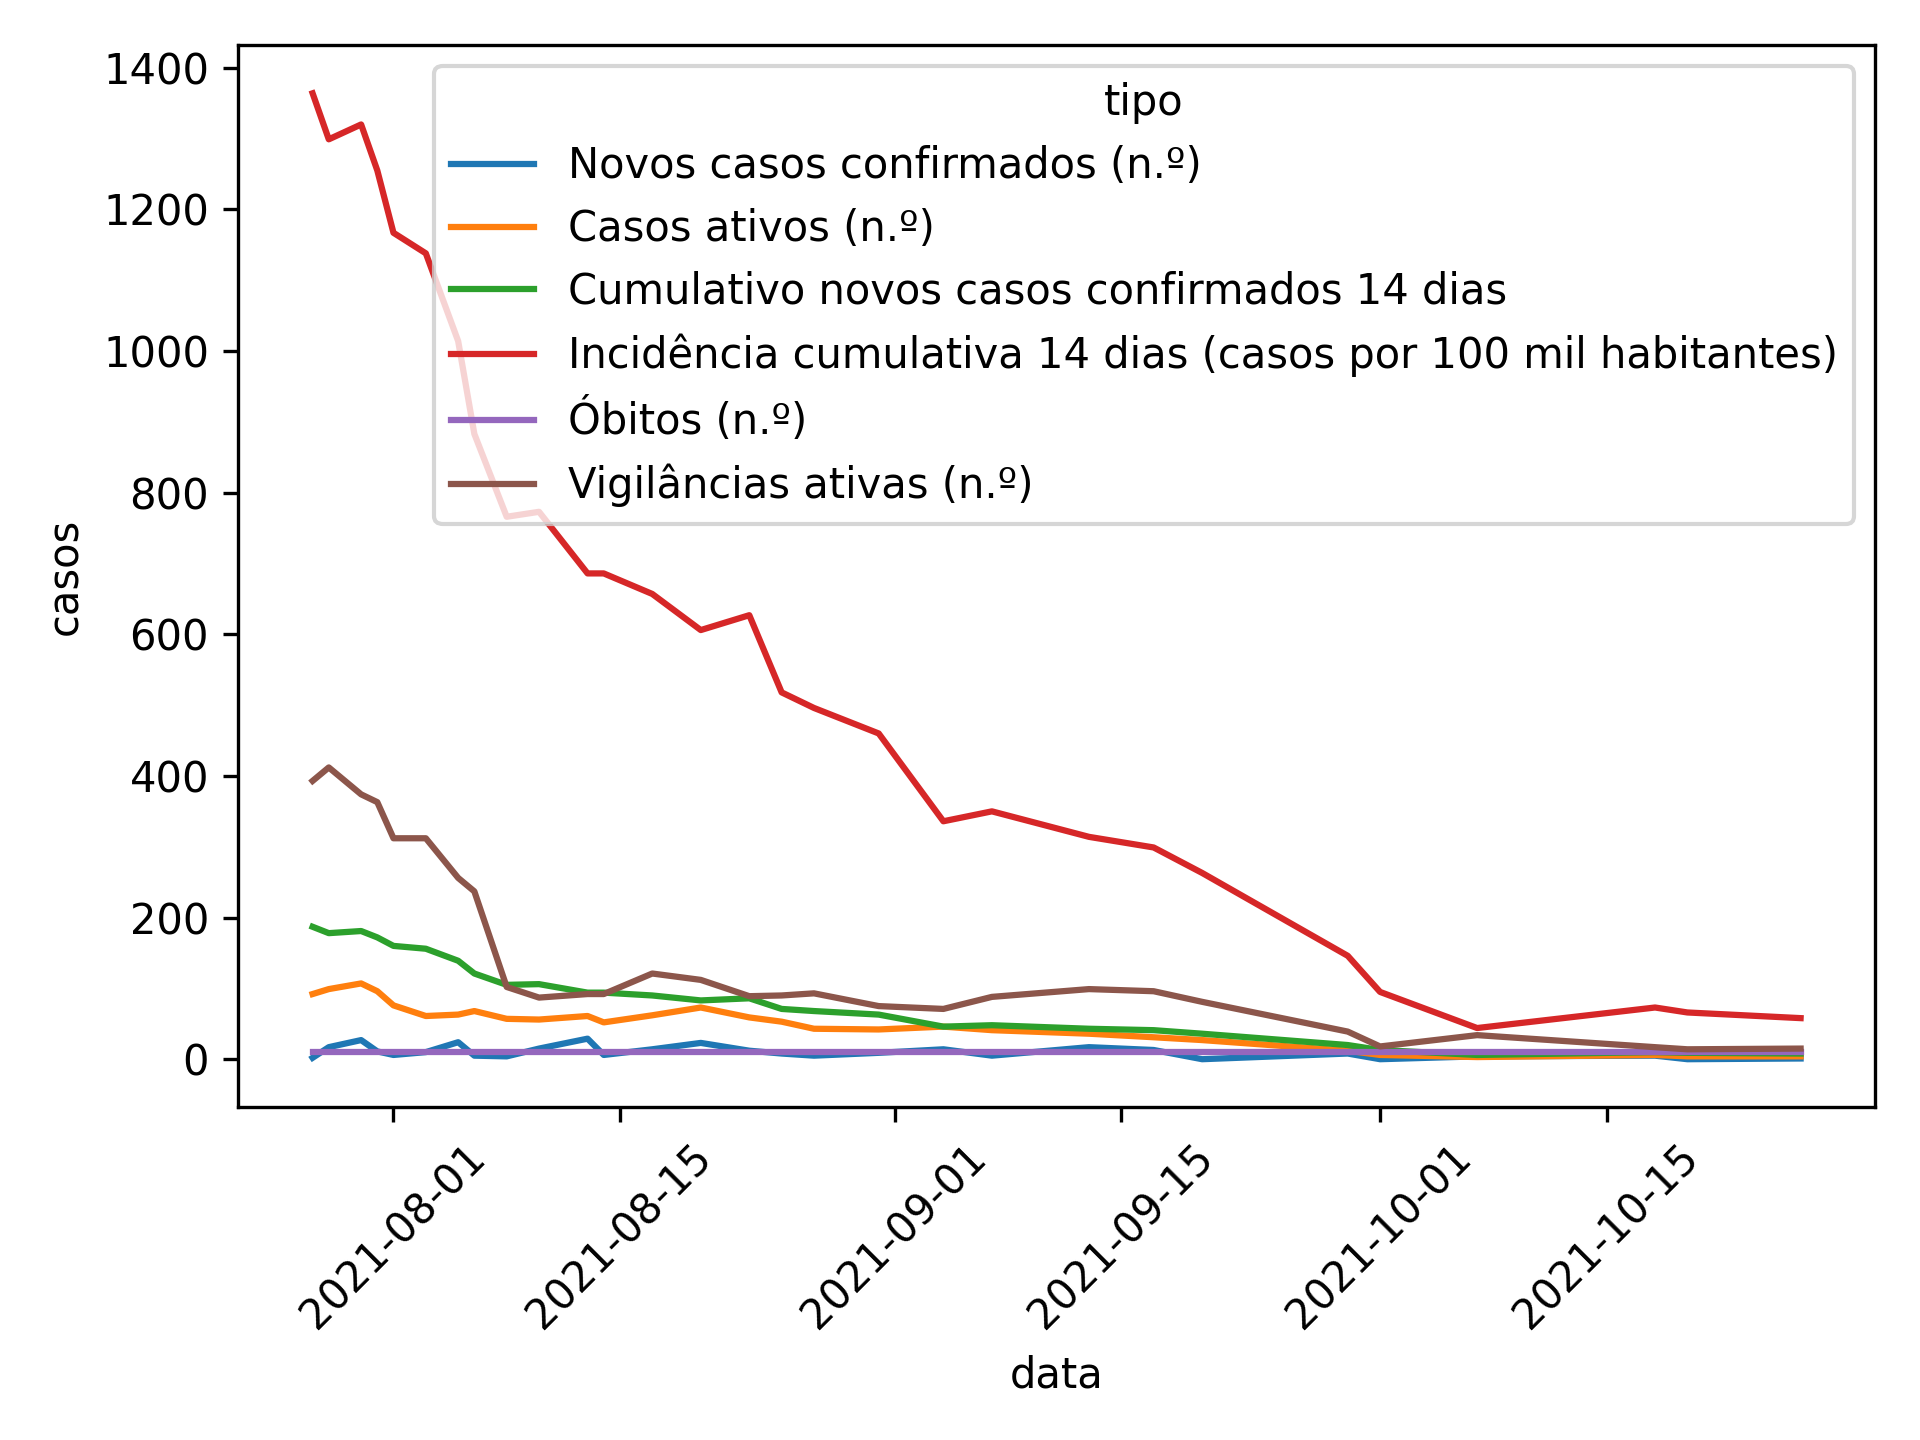 1400
1200
1000
800
600
400
200
0
casos
tipo
Novos casos confirmados (n.º)
Casos ativos (n.º)
Cumulativo novos casos confirmados 14 dias
Incidência cumulativa 14 dias (casos por 100 mil habitantes)
Óbitos (n.º)
Vigilâncias ativas (n.º)
2021-08-01
2021-08-15
2021-09-01
2021-09-15
2021-10-01
2021-10-15
data